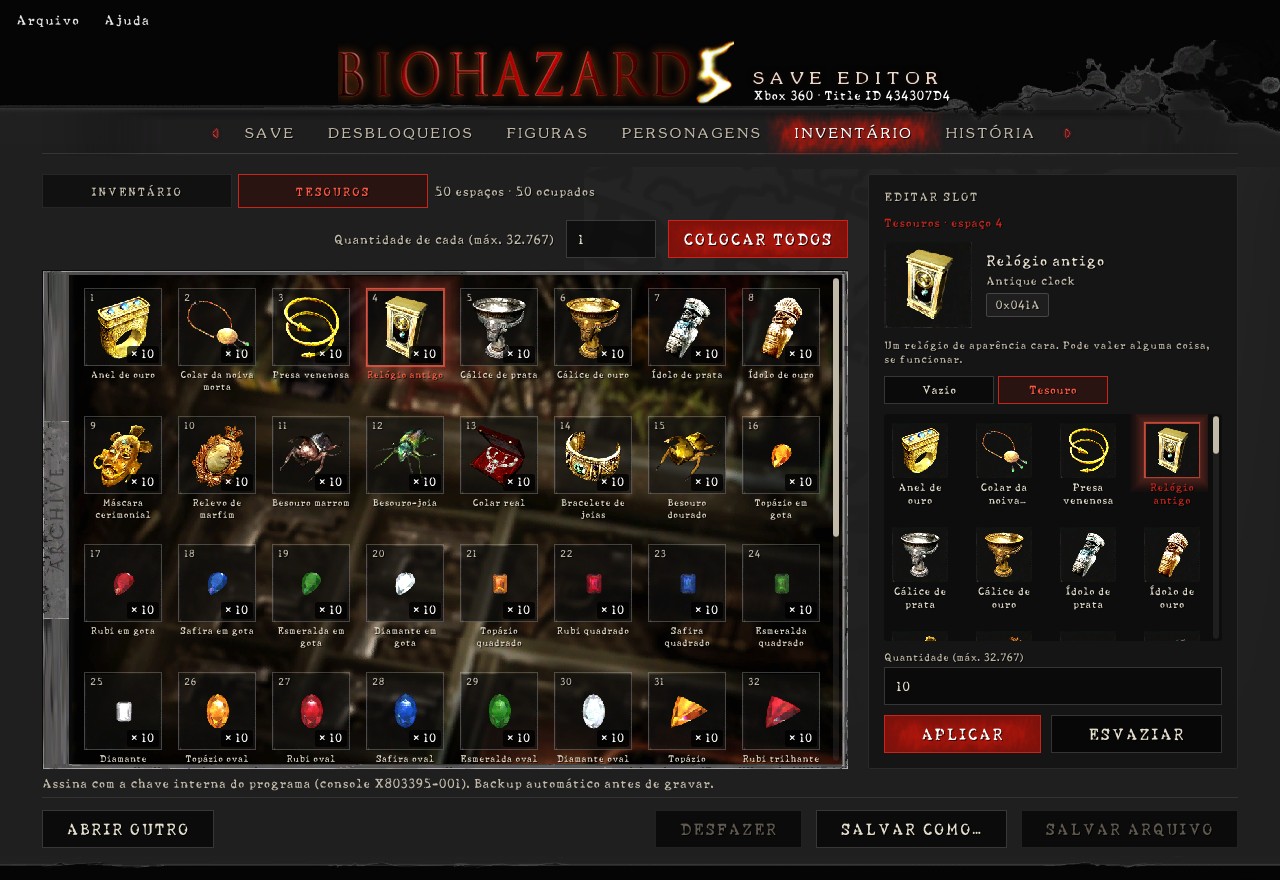 Arquivo Ajuda
BIOHAZARD 5
SAVE EDITOR
Xbox 360 · Title ID 434307D4
SAVE DESBLOQUEIOS FIGURAS PERSONAGENS INVENTÁRIO HISTÓRIA
INVENTÁRIO TESOUROS 50 espaços · 50 ocupados
Quantidade de cada (máx. 32.767) 1 COLOCAR TODOS
ARCHIVE
1 2 3 4 5 6 7 8
× 10 × 10 × 10 × 10 × 10 × 10 × 10 × 10
Anel de ouro Colar da noiva Presa venenosa Relógio antigo Cálice de prata Cálice de ouro Ídolo de prata Ídolo de ouro
morta
9 10 11 12 13 14 15 16
× 10 × 10 × 10 × 10 × 10 × 10 × 10 × 10
Máscara Relevo de Besouro marrom Besouro-joia Colar real Bracelete de Besouro Topázio em
cerimonial marfim joias dourado gota
17 18 19 20 21 22 23 24
× 10 × 10 × 10 × 10 × 10 × 10 × 10 × 10
Rubi em gota Safira em gota Esmeralda em Diamante em Topázio Rubi quadrado Safira Esmeralda
gota gota quadrado quadrado quadrado
25 26 27 28 29 30 31 32
× 10 × 10 × 10 × 10 × 10 × 10 × 10 × 10
Diamante Topázio oval Rubi oval Safira oval Esmeralda oval Diamante oval Topázio Rubi trilhante
EDITAR SLOT
Tesouros · espaço 4
Relógio antigo
Antique clock
0x041A
Um relógio de aparência cara. Pode valer alguma coisa,
se funcionar.
Vazio Tesouro
Anel de Colar da Presa Relógio
ouro noiva… venenosa antigo
Cálice de Cálice de Ídolo de Ídolo de
prata ouro prata ouro
Quantidade (máx. 32.767)
10
APLICAR ESVAZIAR
Assina com a chave interna do programa (console X803395-001). Backup automático antes de gravar.
ABRIR OUTRO DESFAZER SALVAR COMO… SALVAR ARQUIVO